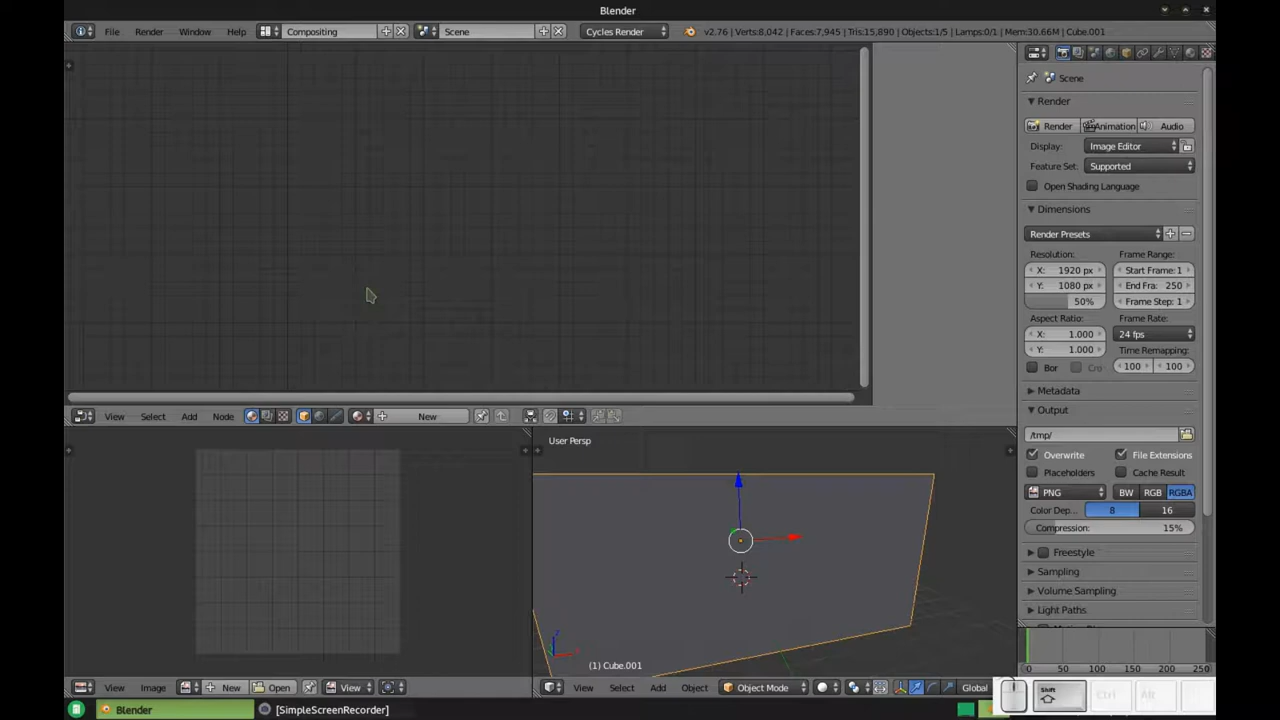 Blender
File Render Window Help Compositing Scene Cycles Render v2.76 | Verts:8,042 | Faces:7,945 | Tris:15,890 | Objects:1/5 | Lamps:0/1 | Mem:30.66M | Cube.001
Scene
Render
Render Animation Audio
Display: Image Editor
Feature Set: Supported
Open Shading Language
Dimensions
Render Presets
Resolution: Frame Range:
X: 1920 px Start Frame:1
Y: 1080 px End Fra: 250
50% Frame Step: 1
Aspect Ratio: Frame Rate:
X: 1.000 24 fps
Y: 1.000 Time Remapping:
Bor Cro 100 100
Metadata
Output
/tmp/
Overwrite File Extensions
Placeholders Cache Result
PNG BW RGB RGBA
Color Dep... 8 16
Compression: 15%
Freestyle
Sampling
Volume Sampling
Light Paths
View Select Add Node New
User Persp
(1) Cube.001
0 50 100 150 200 250
View Image New Open View
View Select Add Object Object Mode Global
Shift Ctrl Alt
Blender [SimpleScreenRecorder]